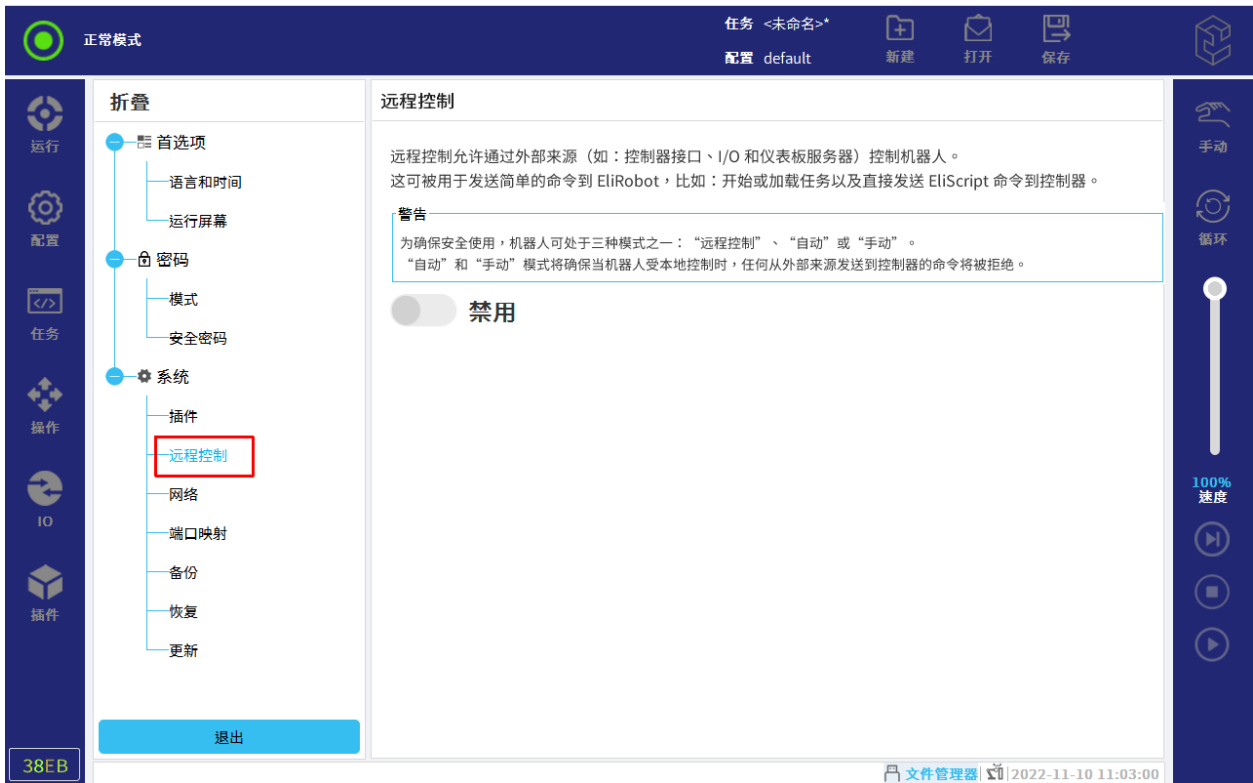 正常模式
任务 <未命名>*
配置 default
新建
打开
保存
运行
配置
任务
操作
IO
插件
38EB
折叠
首选项
语言和时间
运行屏幕
密码
模式
安全密码
系统
插件
远程控制
网络
端口映射
备份
恢复
更新
退出
远程控制
远程控制允许通过外部来源（如：控制器接口、I/O 和仪表板服务器）控制机器人。
这可被用于发送简单的命令到 EliRobot，比如：开始或加载任务以及直接发送 EliScript 命令到控制器。
警告
为确保安全使用，机器人可处于三种模式之一：“远程控制”、“自动”或“手动”。
“自动”和“手动”模式将确保当机器人受本地控制时，任何从外部来源发送到控制器的命令将被拒绝。
禁用
手动
循环
100%
速度
文件管理器
2022-11-10 11:03:00